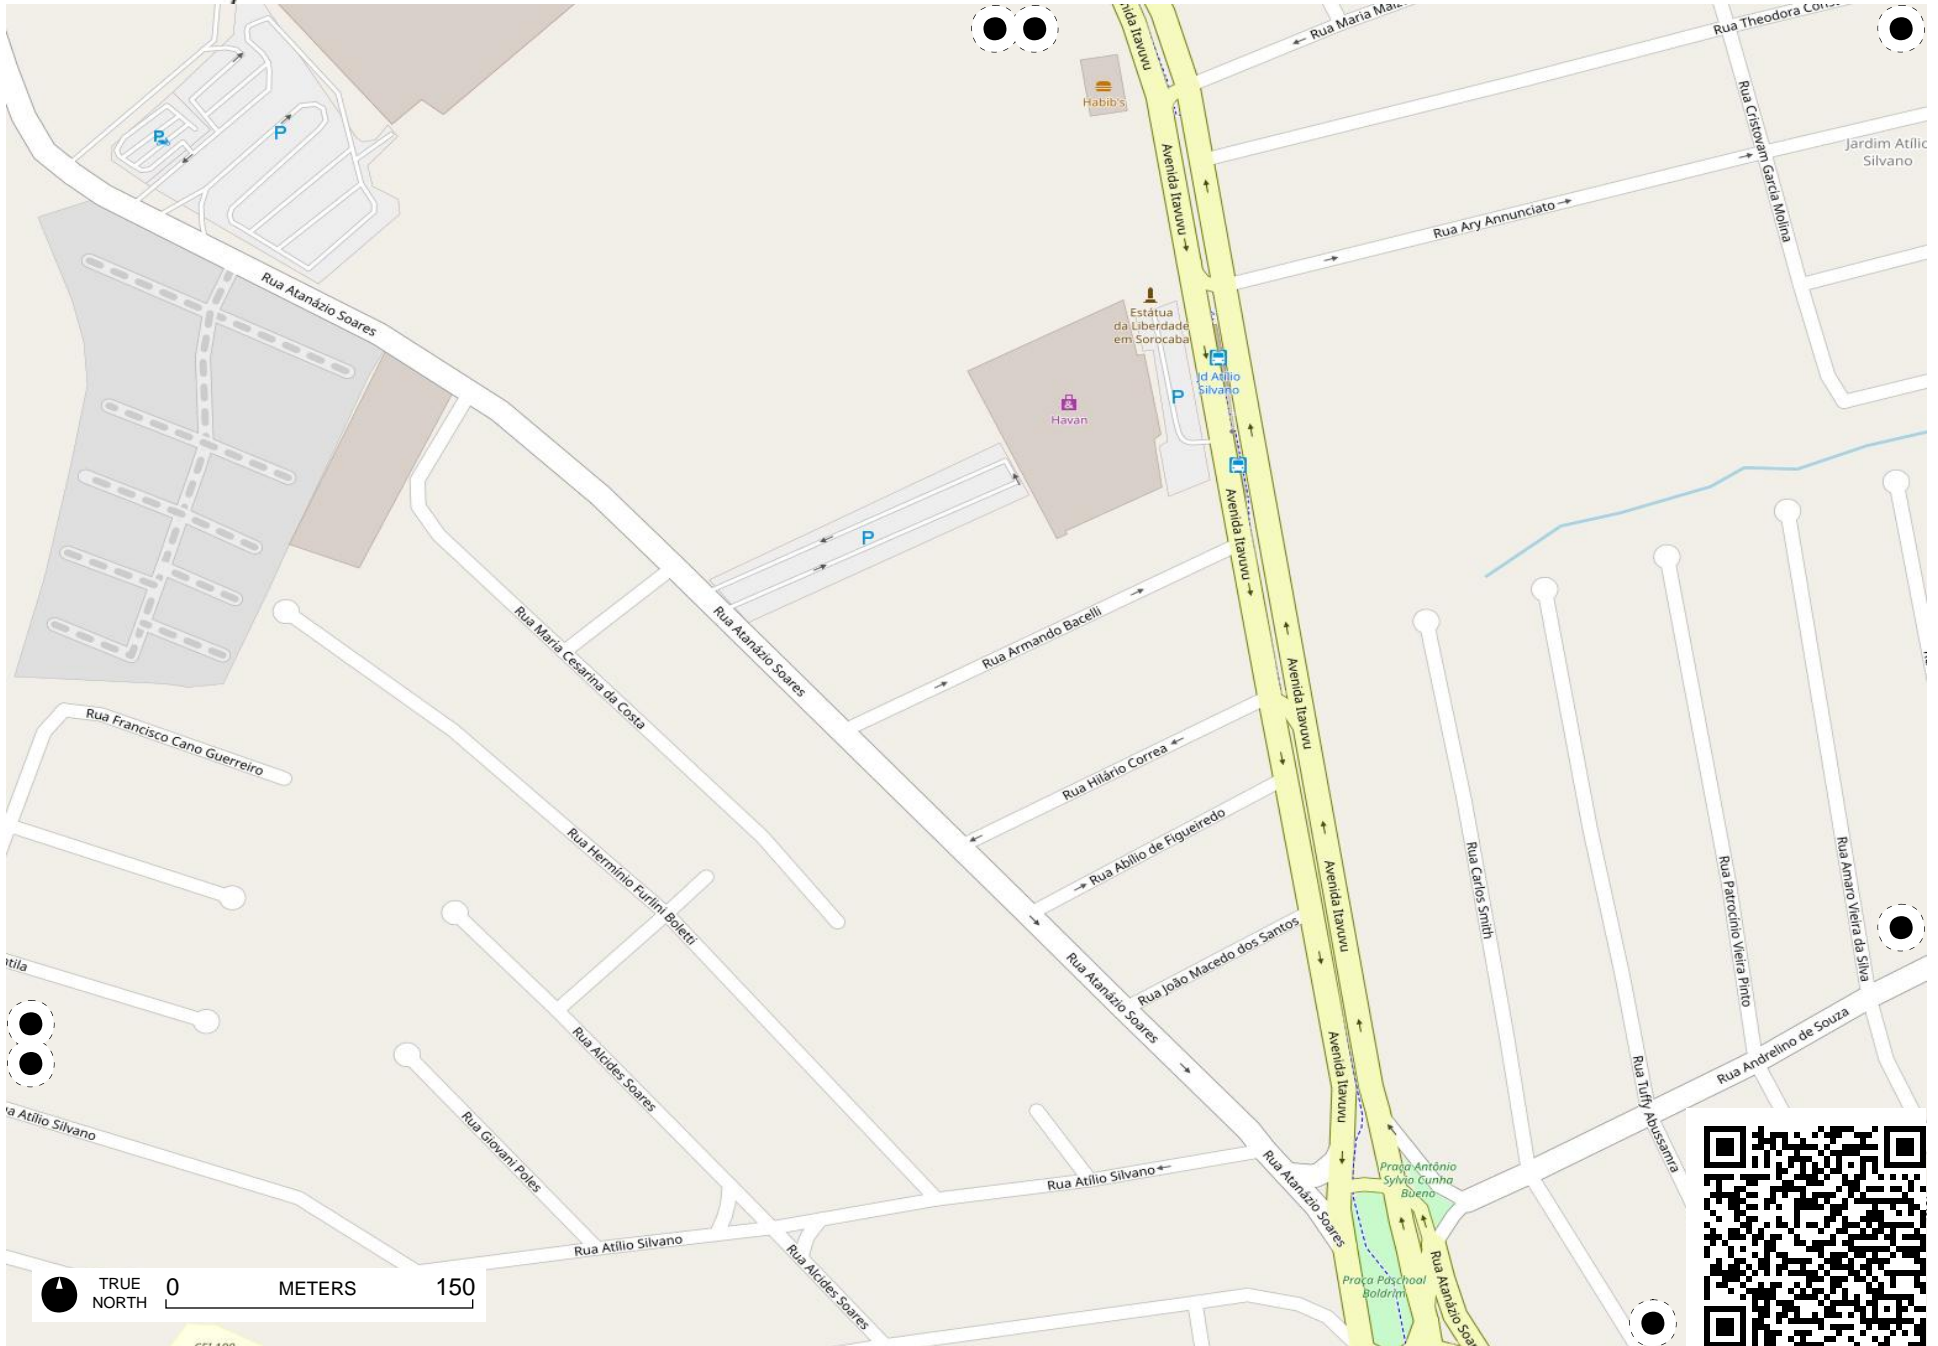 Avenida Itavuvu
Rua Maria
Rua Theodora
Habib's
P
P
Rua Cristovam Garcia Molina
Jardim Atílio
Silvano
Avenida Itavuvu
Rua Ary Annunciato
Rua Atanázio Soares
Estátua
da Liberdade
em Sorocaba
Jd Atílio
Silvano
P
Havan
Avenida Itavuvu
P
Rua Maria Cesarina da Costa
Rua Atanázio Soares
Rua Armando Bacelli
Avenida Itavuvu
Rua Francisco Cano Guerreiro
Rua Hilário Correa
Rua Abílio de Figueiredo
Rua Hermínio Furlini Boletti
Rua Carlos Smith
Rua Patrocínio Vieira Pinto
Rua Amaro Vieira da Silva
Avenida Itavuvu
Rua João Macedo dos Santos
Rua Atanázio Soares
Rua Alcides Soares
Avenida Itavuvu
Rua Andrelino de Souza
Rua Tuffy Abussamra
Atílio Silvano
Rua Giovani Poles
Rua Atílio Silvano
Rua Atanázio Soares
Praça Antônio
Sylvio Cunha
Bueno
Rua Atílio Silvano
Rua Alcides Soares
Praça Paschoal
Boldrim
Rua Atanázio Soares
TRUE
NORTH
0 METERS 150